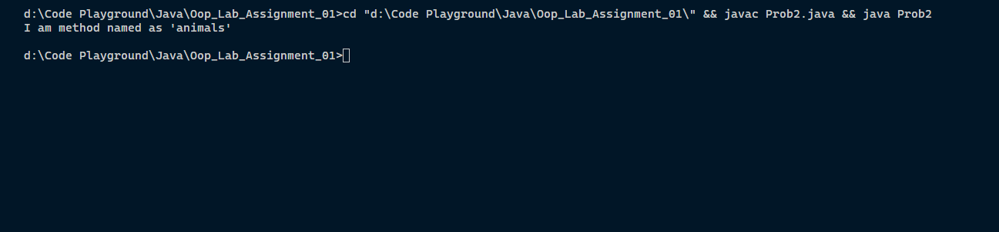 d:\Code Playground\Java\Oop_Lab_Assignment_01>cd "d:\Code Playground\Java\Oop_Lab_Assignment_01\" && javac Prob2.java && java Prob2
I am method named as 'animals'
d:\Code Playground\Java\Oop_Lab_Assignment_01>